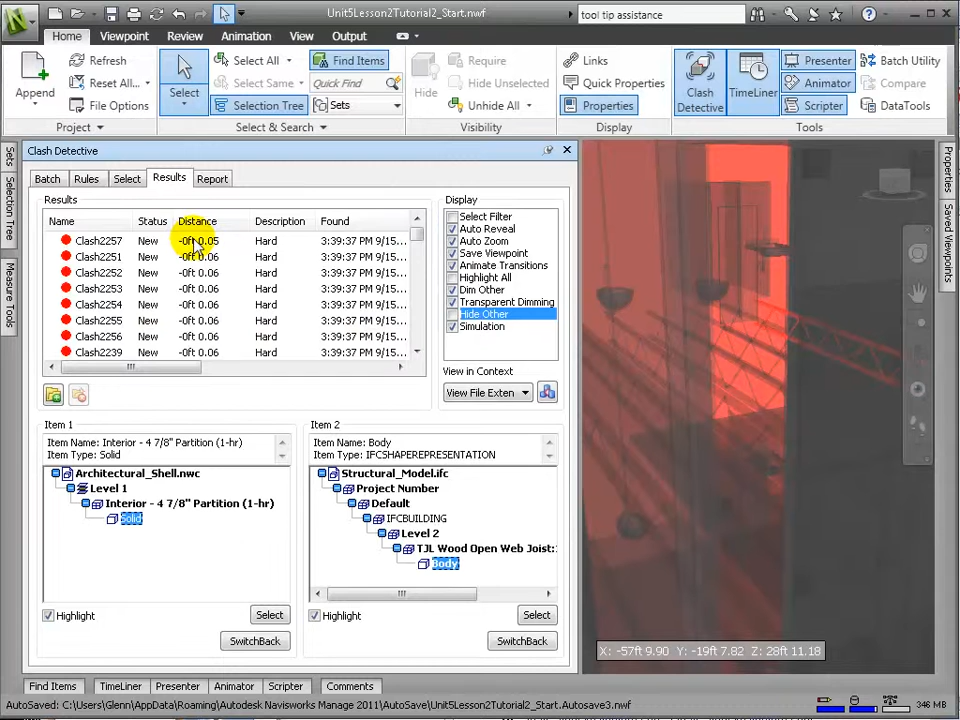 Unit5Lesson2Tutorial2_Start.nwf
tool tip assistance
Home Viewpoint Review Animation View Output
Append
Refresh
Reset All...
File Options
Project
Select
Select All
Select Same
Selection Tree
Find Items
Quick Find
Sets
Select & Search
Hide
Require
Hide Unselected
Unhide All
Visibility
Links
Quick Properties
Properties
Display
Clash
Detective
TimeLiner
Presenter
Animator
Scripter
Batch Utility
Compare
DataTools
Tools
Sets
Selection Tree
Measure Tools
Clash Detective
Batch Rules Select Results Report
Results
Name Status Distance Description Found
Clash2257 New -0ft 0.05 Hard 3:39:37 PM 9/15...
Clash2251 New -0ft 0.06 Hard 3:39:37 PM 9/15...
Clash2252 New -0ft 0.06 Hard 3:39:37 PM 9/15...
Clash2253 New -0ft 0.06 Hard 3:39:37 PM 9/15...
Clash2254 New -0ft 0.06 Hard 3:39:37 PM 9/15...
Clash2255 New -0ft 0.06 Hard 3:39:37 PM 9/15...
Clash2256 New -0ft 0.06 Hard 3:39:37 PM 9/15...
Clash2239 New -0ft 0.06 Hard 3:39:37 PM 9/15...
Display
Select Filter
Auto Reveal
Auto Zoom
Save Viewpoint
Animate Transitions
Highlight All
Dim Other
Transparent Dimming
Hide Other
Simulation
View in Context
View File Exten
Item 1
Item Name: Interior - 4 7/8" Partition (1-hr)
Item Type: Solid
Architectural_Shell.nwc
Level 1
Interior - 4 7/8" Partition (1-hr)
Solid
Highlight
Select
SwitchBack
Item 2
Item Name: Body
Item Type: IFCSHAPEREPRESENTATION
Structural_Model.ifc
Project Number
Default
IFCBUILDING
Level 2
TJL Wood Open Web Joist:
Body
Highlight
Select
SwitchBack
X: -57ft 9.90 Y: -19ft 7.82 Z: 28ft 11.18
Properties
Saved Viewpoints
Find Items TimeLiner Presenter Animator Scripter Comments
AutoSaved: C:\Users\Glenn\AppData\Roaming\Autodesk Navisworks Manage 2011\AutoSave\Unit5Lesson2Tutorial2_Start.Autosave3.nwf
346 MB